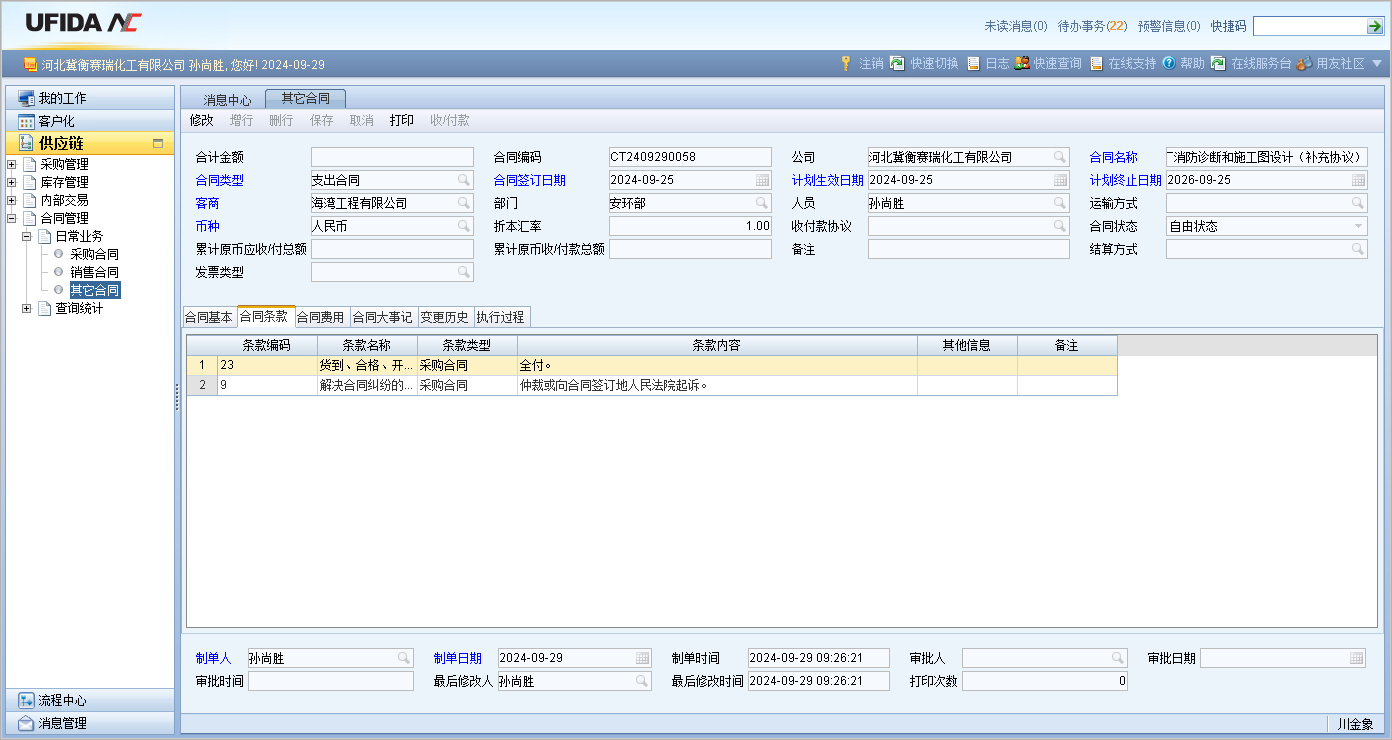 UFIDA NC
未读消息(0) 待办事务(22) 预警信息(0) 快捷码
河北冀衡赛瑞化工有限公司 孙尚胜, 您好! 2024-09-29
注销 快速切换 日志 快速查询 在线支持 帮助 在线服务台 用友社区
我的工作
客户化
供应链
采购管理
库存管理
内部交易
合同管理
日常业务
采购合同
销售合同
其它合同
查询统计
流程中心
消息管理
消息中心 其它合同
修改 增行 删行 保存 取消 打印 收/付款
合计金额 合同编码 CT2409290058 公司 河北冀衡赛瑞化工有限公司 合同名称 消防诊断和施工图设计（补充协议）
合同类型 支出合同 合同签订日期 2024-09-25 计划生效日期 2024-09-25 计划终止日期 2026-09-25
客商 海湾工程有限公司 部门 安环部 人员 孙尚胜 运输方式
币种 人民币 折本汇率 1.00 收付款协议 合同状态 自由状态
累计原币应收/付总额 累计原币收/付款总额 备注 结算方式
发票类型
合同基本 合同条款 合同费用 合同大事记 变更历史 执行过程
条款编码 条款名称 条款类型 条款内容 其他信息 备注
1 23 货到、合格、开... 采购合同 全付。
2 9 解决合同纠纷的... 采购合同 仲裁或向合同签订地人民法院起诉。
制单人 孙尚胜 制单日期 2024-09-29 制单时间 2024-09-29 09:26:21 审批人 审批日期
审批时间 最后修改人 孙尚胜 最后修改时间 2024-09-29 09:26:21 打印次数 0
川金象